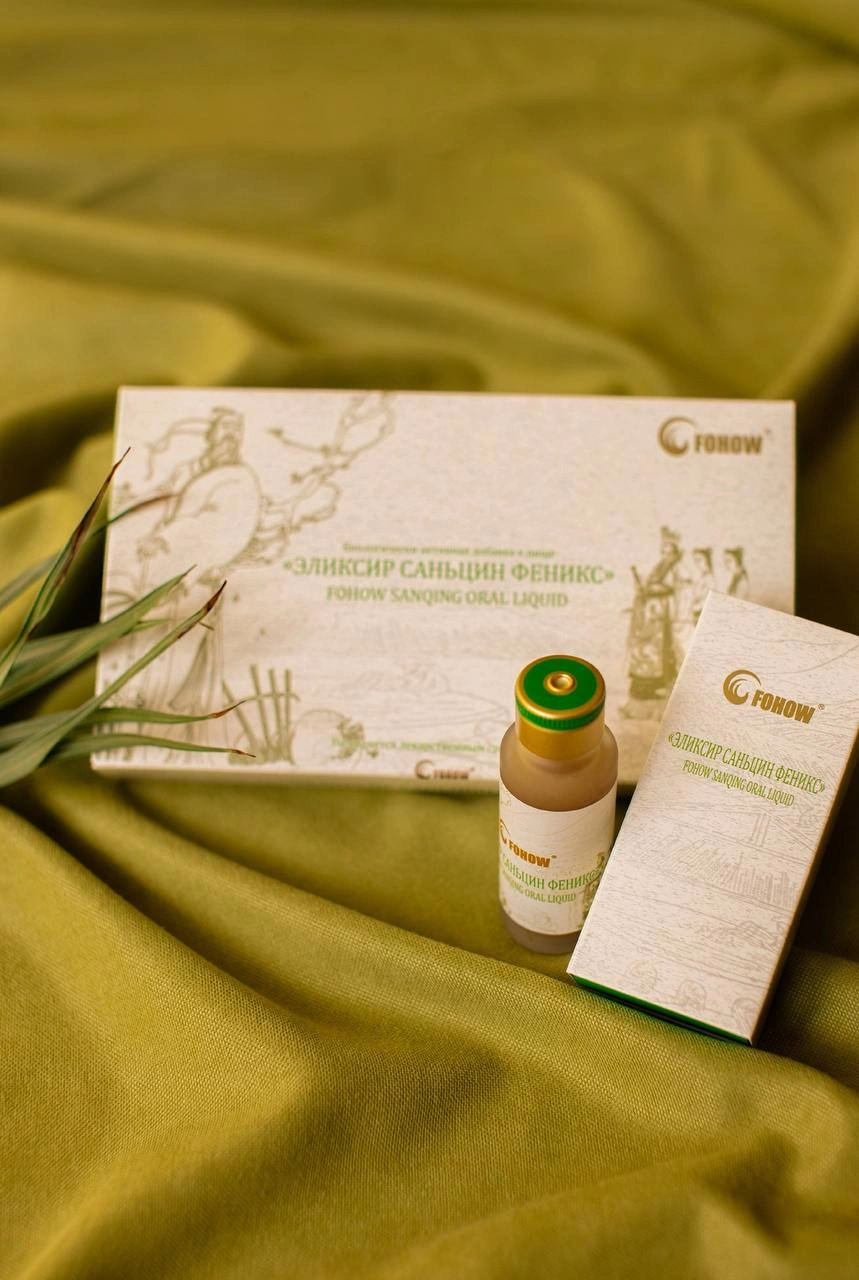 FOHOW
Биологически активная добавка к пище
«ЭЛИКСИР САНЬЦИН ФЕНИКС»
FOHOW SANQING ORAL LIQUID
лекарственным
FOHOW
FOHOW®
«ЭЛИКСИР САНЬЦИН ФЕНИКС»
FOHOW SANQING ORAL LIQUID
FOHOW
САНЬЦИН ФЕНИКС»
ORAL LIQUID